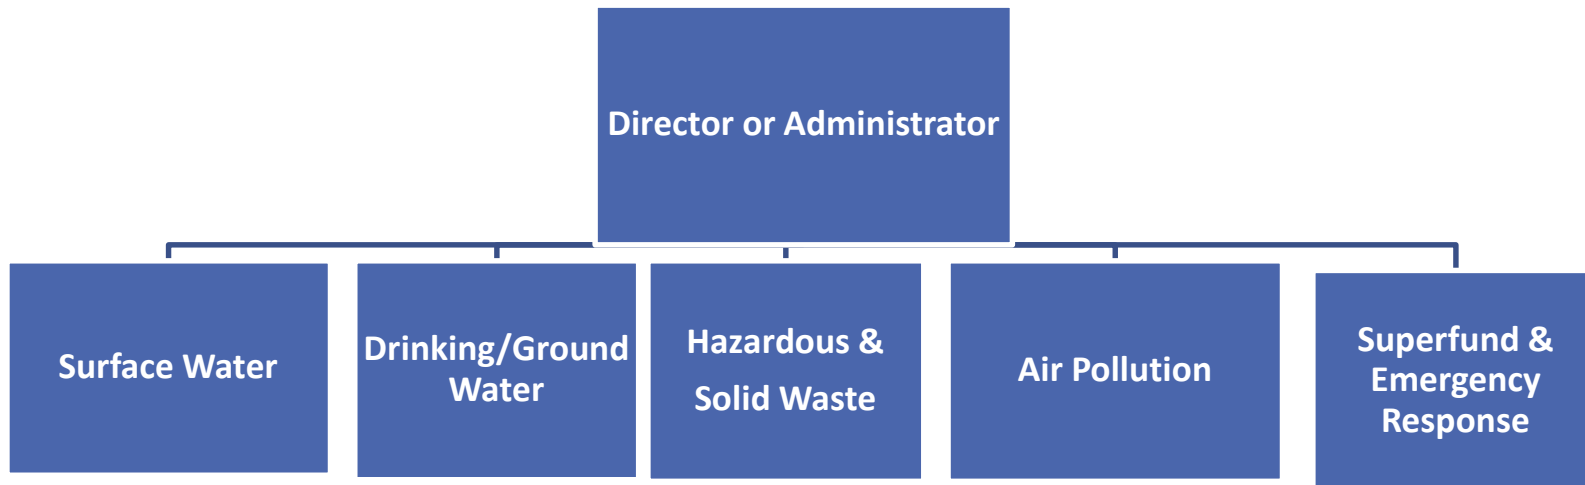 Director or Administrator
Surface Water
Drinking/Ground
Water
Hazardous &
Solid Waste
Air Pollution
Superfund &
Emergency
Response